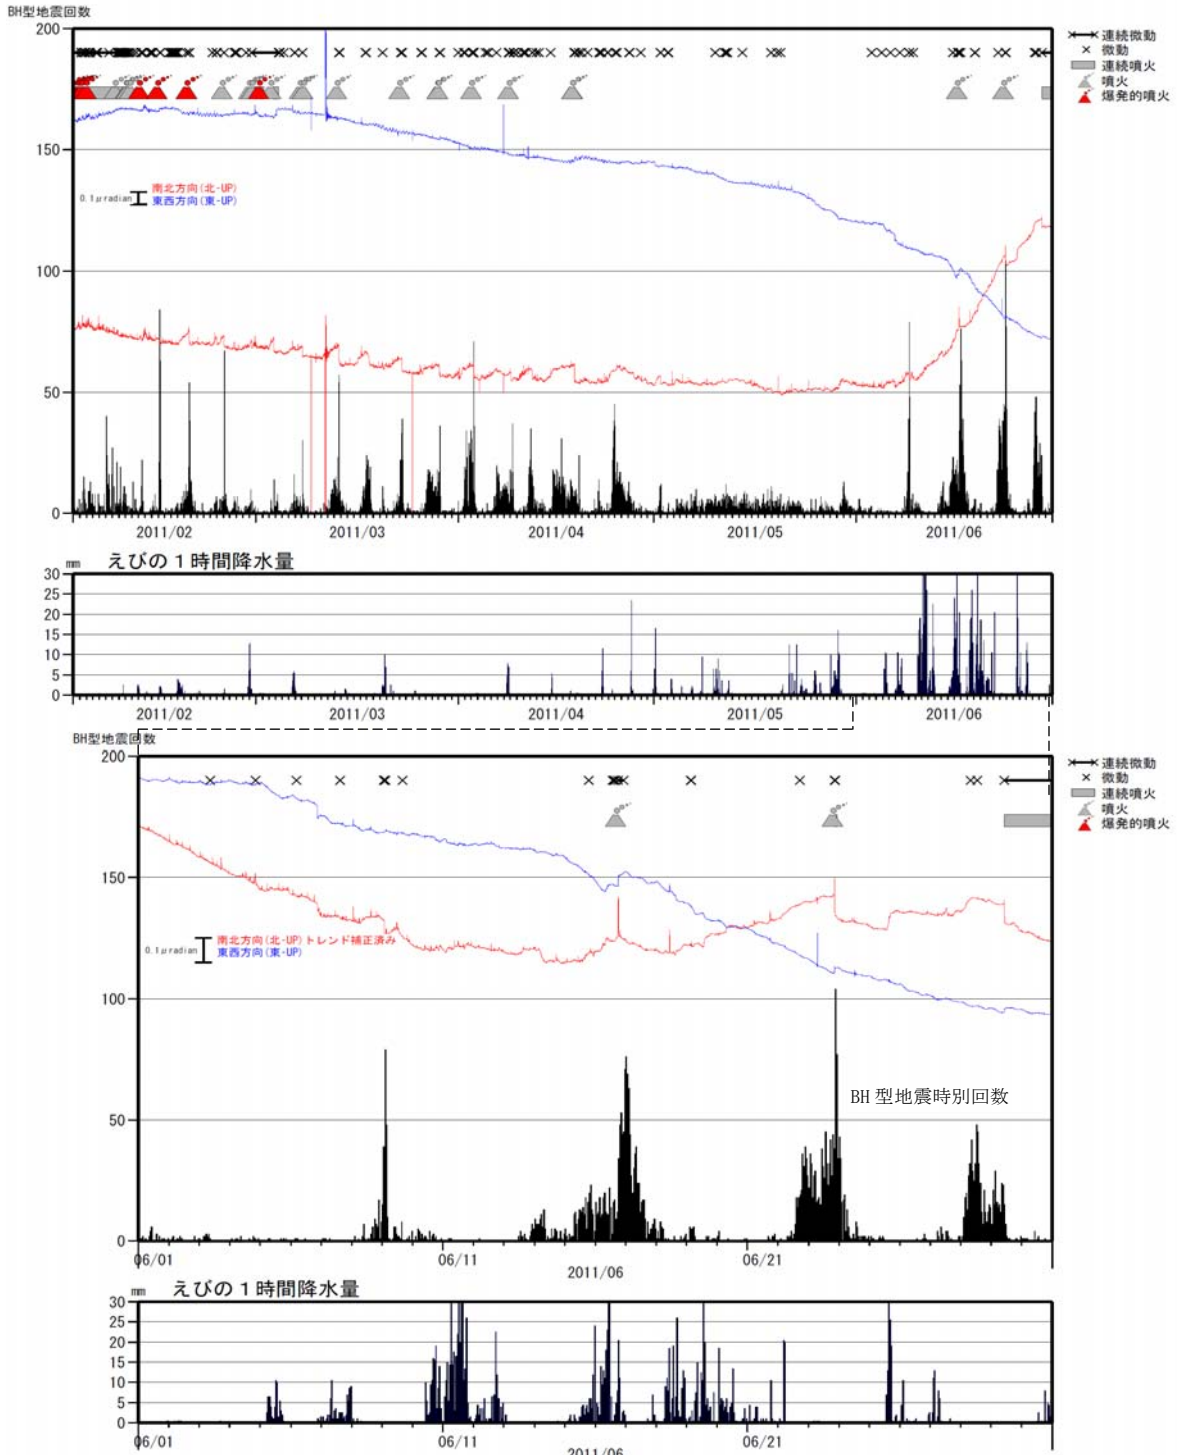 BH型地震回数
200
150
100
50
0
連続微動
微動
連続噴火
噴火
爆発的噴火
0.1μradian
南北方向(北-UP)
東西方向(東-UP)
2011/02 2011/03 2011/04 2011/05 2011/06
mm えびの1時間降水量
30
25
20
15
10
5
0
2011/02 2011/03 2011/04 2011/05 2011/06
BH型地震回数
200
150
100
50
0
連続微動
微動
連続噴火
噴火
爆発的噴火
0.1μradian
南北方向(北-UP)トレンド補正済み
東西方向(東-UP)
BH型地震時別回数
06/01 06/11 06/21
2011/06
mm えびの1時間降水量
30
25
20
15
10
5
0
06/01 06/11 06/21
2011/06